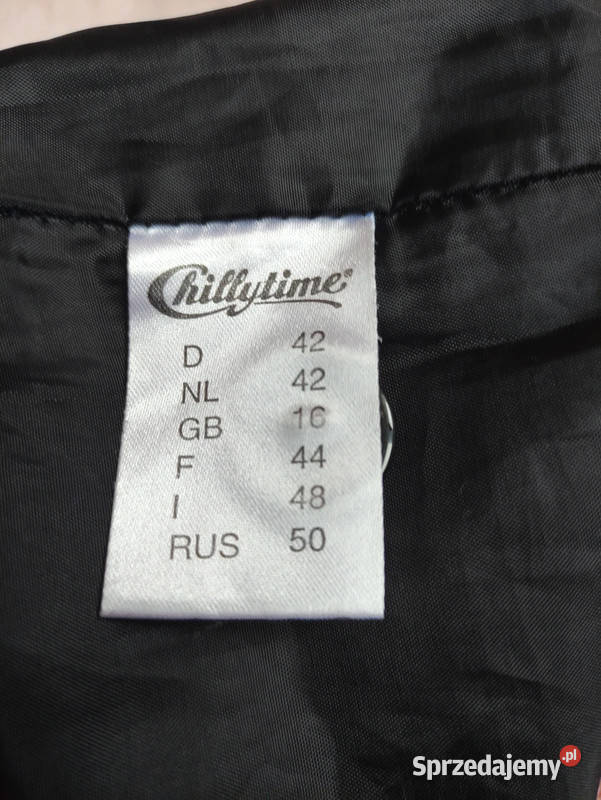 Chillytime®
D 42
NL 42
GB 16
F 44
I 48
RUS 50
Sprzedajemy.pl